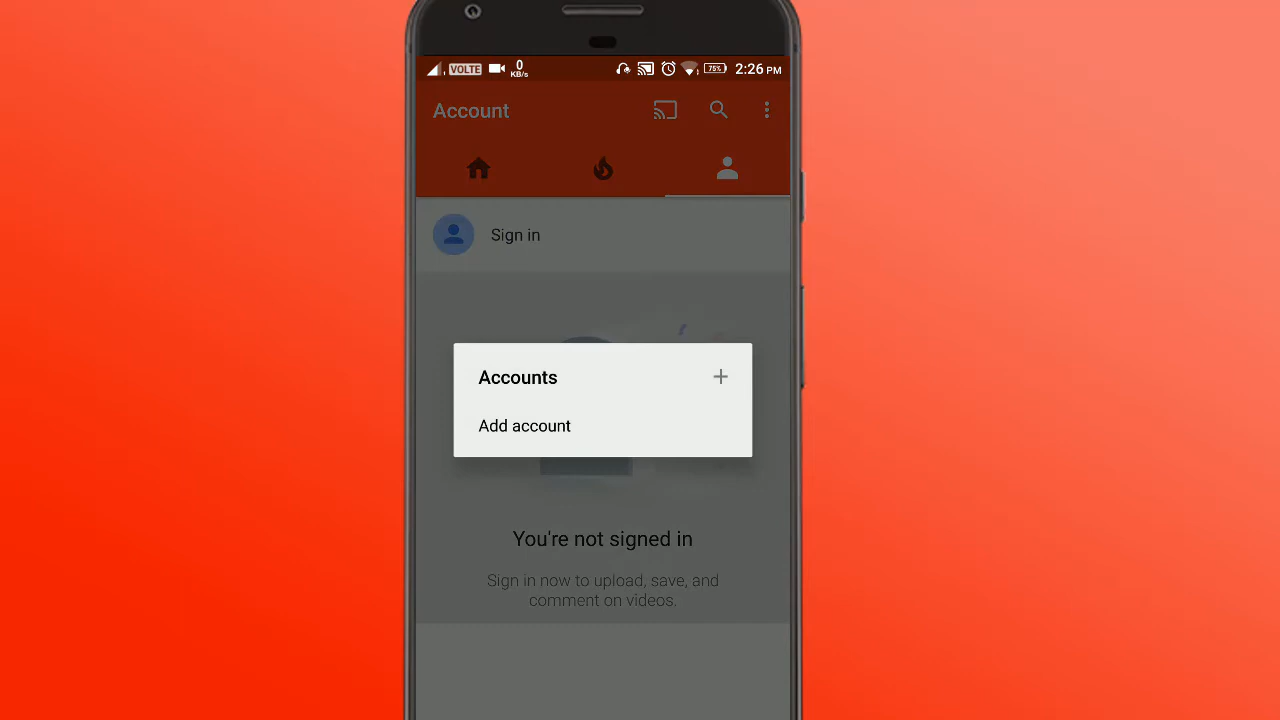 VOLTE 0 KB/s 75% 2:26 PM
Account
Sign in
Accounts
Add account
You're not signed in
Sign in now to upload, save, and
comment on videos.